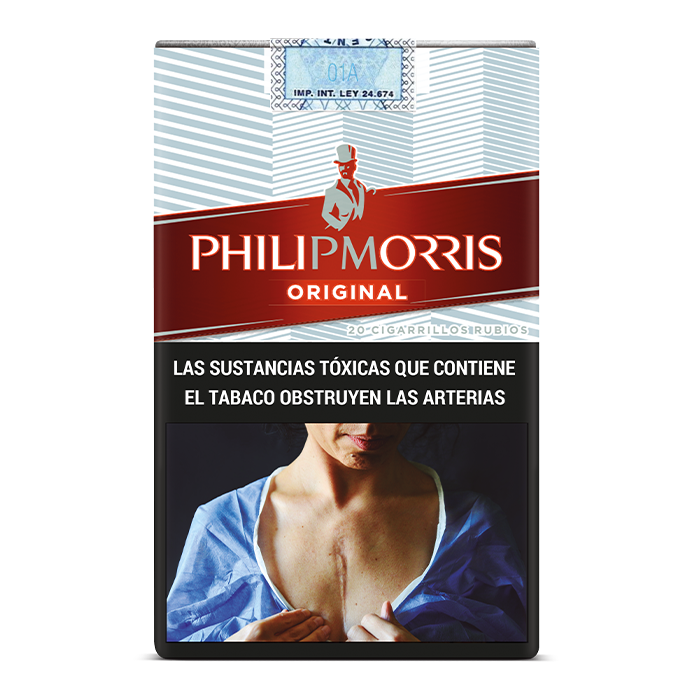 Q1A
IMP. INT. LEY 24.674
PHILIPMORRIS
ORIGINAL
20 CIGARRILLOS RUBIOS
LAS SUSTANCIAS TÓXICAS QUE CONTIENE
EL TABACO OBSTRUYEN LAS ARTERIAS